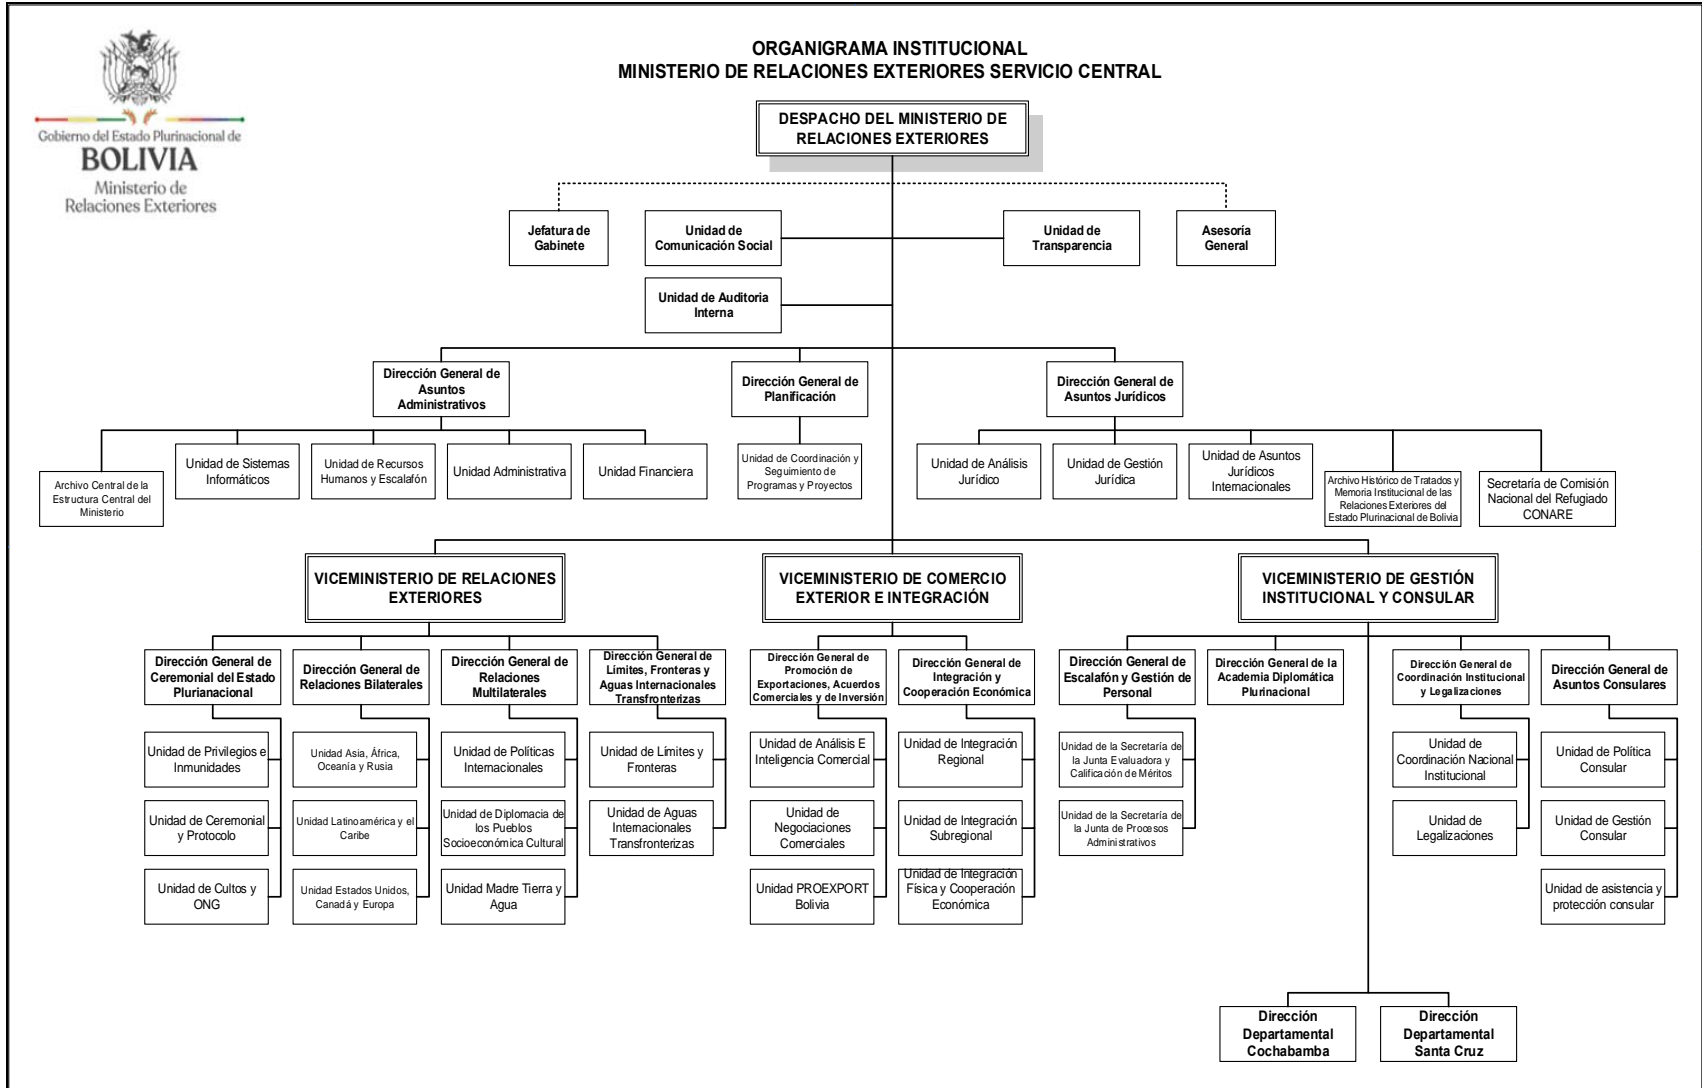 ORGANIGRAMA INSTITUCIONAL
MINISTERIO DE RELACIONES EXTERIORES SERVICIO CENTRAL
Gobierno del Estado Plurinacional de
BOLIVIA
Ministerio de
Relaciones Exteriores
DESPACHO DEL MINISTERIO DE
RELACIONES EXTERIORES
Jefatura de
Gabinete
Unidad de
Comunicación Social
Unidad de
Transparencia
Asesoría
General
Unidad de Auditoria
Interna
Dirección General de
Asuntos
Administrativos
Dirección General de
Planificación
Dirección General de
Asuntos Jurídicos
Archivo Central de la
Estructura Central del
Ministerio
Unidad de Sistemas
Informáticos
Unidad de Recursos
Humanos y Escalafón
Unidad Administrativa
Unidad Financiera
Unidad de Coordinación y
Seguimiento de
Programas y Proyectos
Unidad de Análisis
Jurídico
Unidad de Gestión
Jurídica
Unidad de Asuntos
Jurídicos
Internacionales
Archivo Histórico de Tratados y
Memoria Institucional de las
Relaciones Exteriores del
Estado Plurinacional de Bolivia
Secretaría de Comisión
Nacional del Refugiado
CONARE
VICEMINISTERIO DE RELACIONES
EXTERIORES
VICEMINISTERIO DE COMERCIO
EXTERIOR E INTEGRACIÓN
VICEMINISTERIO DE GESTIÓN
INSTITUCIONAL Y CONSULAR
Dirección General de
Ceremonial del Estado
Plurianacional
Dirección General de
Relaciones Bilaterales
Dirección General de
Relaciones
Multilaterales
Dirección General de
Límites, Fronteras y
Aguas Internacionales
Transfronterizas
Dirección General de
Promoción de
Exportaciones, Acuerdos
Comerciales y de Inversión
Dirección General de
Integración y
Cooperación Económica
Dirección General de
Escalafón y Gestión de
Personal
Dirección General de la
Academia Diplomática
Plurinacional
Dirección General de
Coordinación Institucional
y Legalizaciones
Dirección General de
Asuntos Consulares
Unidad de Privilegios e
Inmunidades
Unidad Asia, África,
Oceanía y Rusia
Unidad de Políticas
Internacionales
Unidad de Límites y
Fronteras
Unidad de Análisis E
Inteligencia Comercial
Unidad de Integración
Regional
Unidad de la Secretaría de
la Junta Evaluadora y
Calificación de Méritos
Unidad de
Coordinación Nacional
Institucional
Unidad de Política
Consular
Unidad de Ceremonial
y Protocolo
Unidad Latinoamérica y el
Caribe
Unidad de Diplomacia de
los Pueblos
Socioeconómica Cultural
Unidad de Aguas
Internacionales
Transfronterizas
Unidad de
Negociaciones
Comerciales
Unidad de Integración
Subregional
Unidad de la Secretaría de
la Junta de Procesos
Administrativos
Unidad de
Legalizaciones
Unidad de Gestión
Consular
Unidad de Cultos y
ONG
Unidad Estados Unidos,
Canadá y Europa
Unidad Madre Tierra y
Agua
Unidad PROEXPORT
Bolivia
Unidad de Integración
Física y Cooperación
Económica
Unidad de asistencia y
protección consular
Dirección
Departamental
Cochabamba
Dirección
Departamental
Santa Cruz